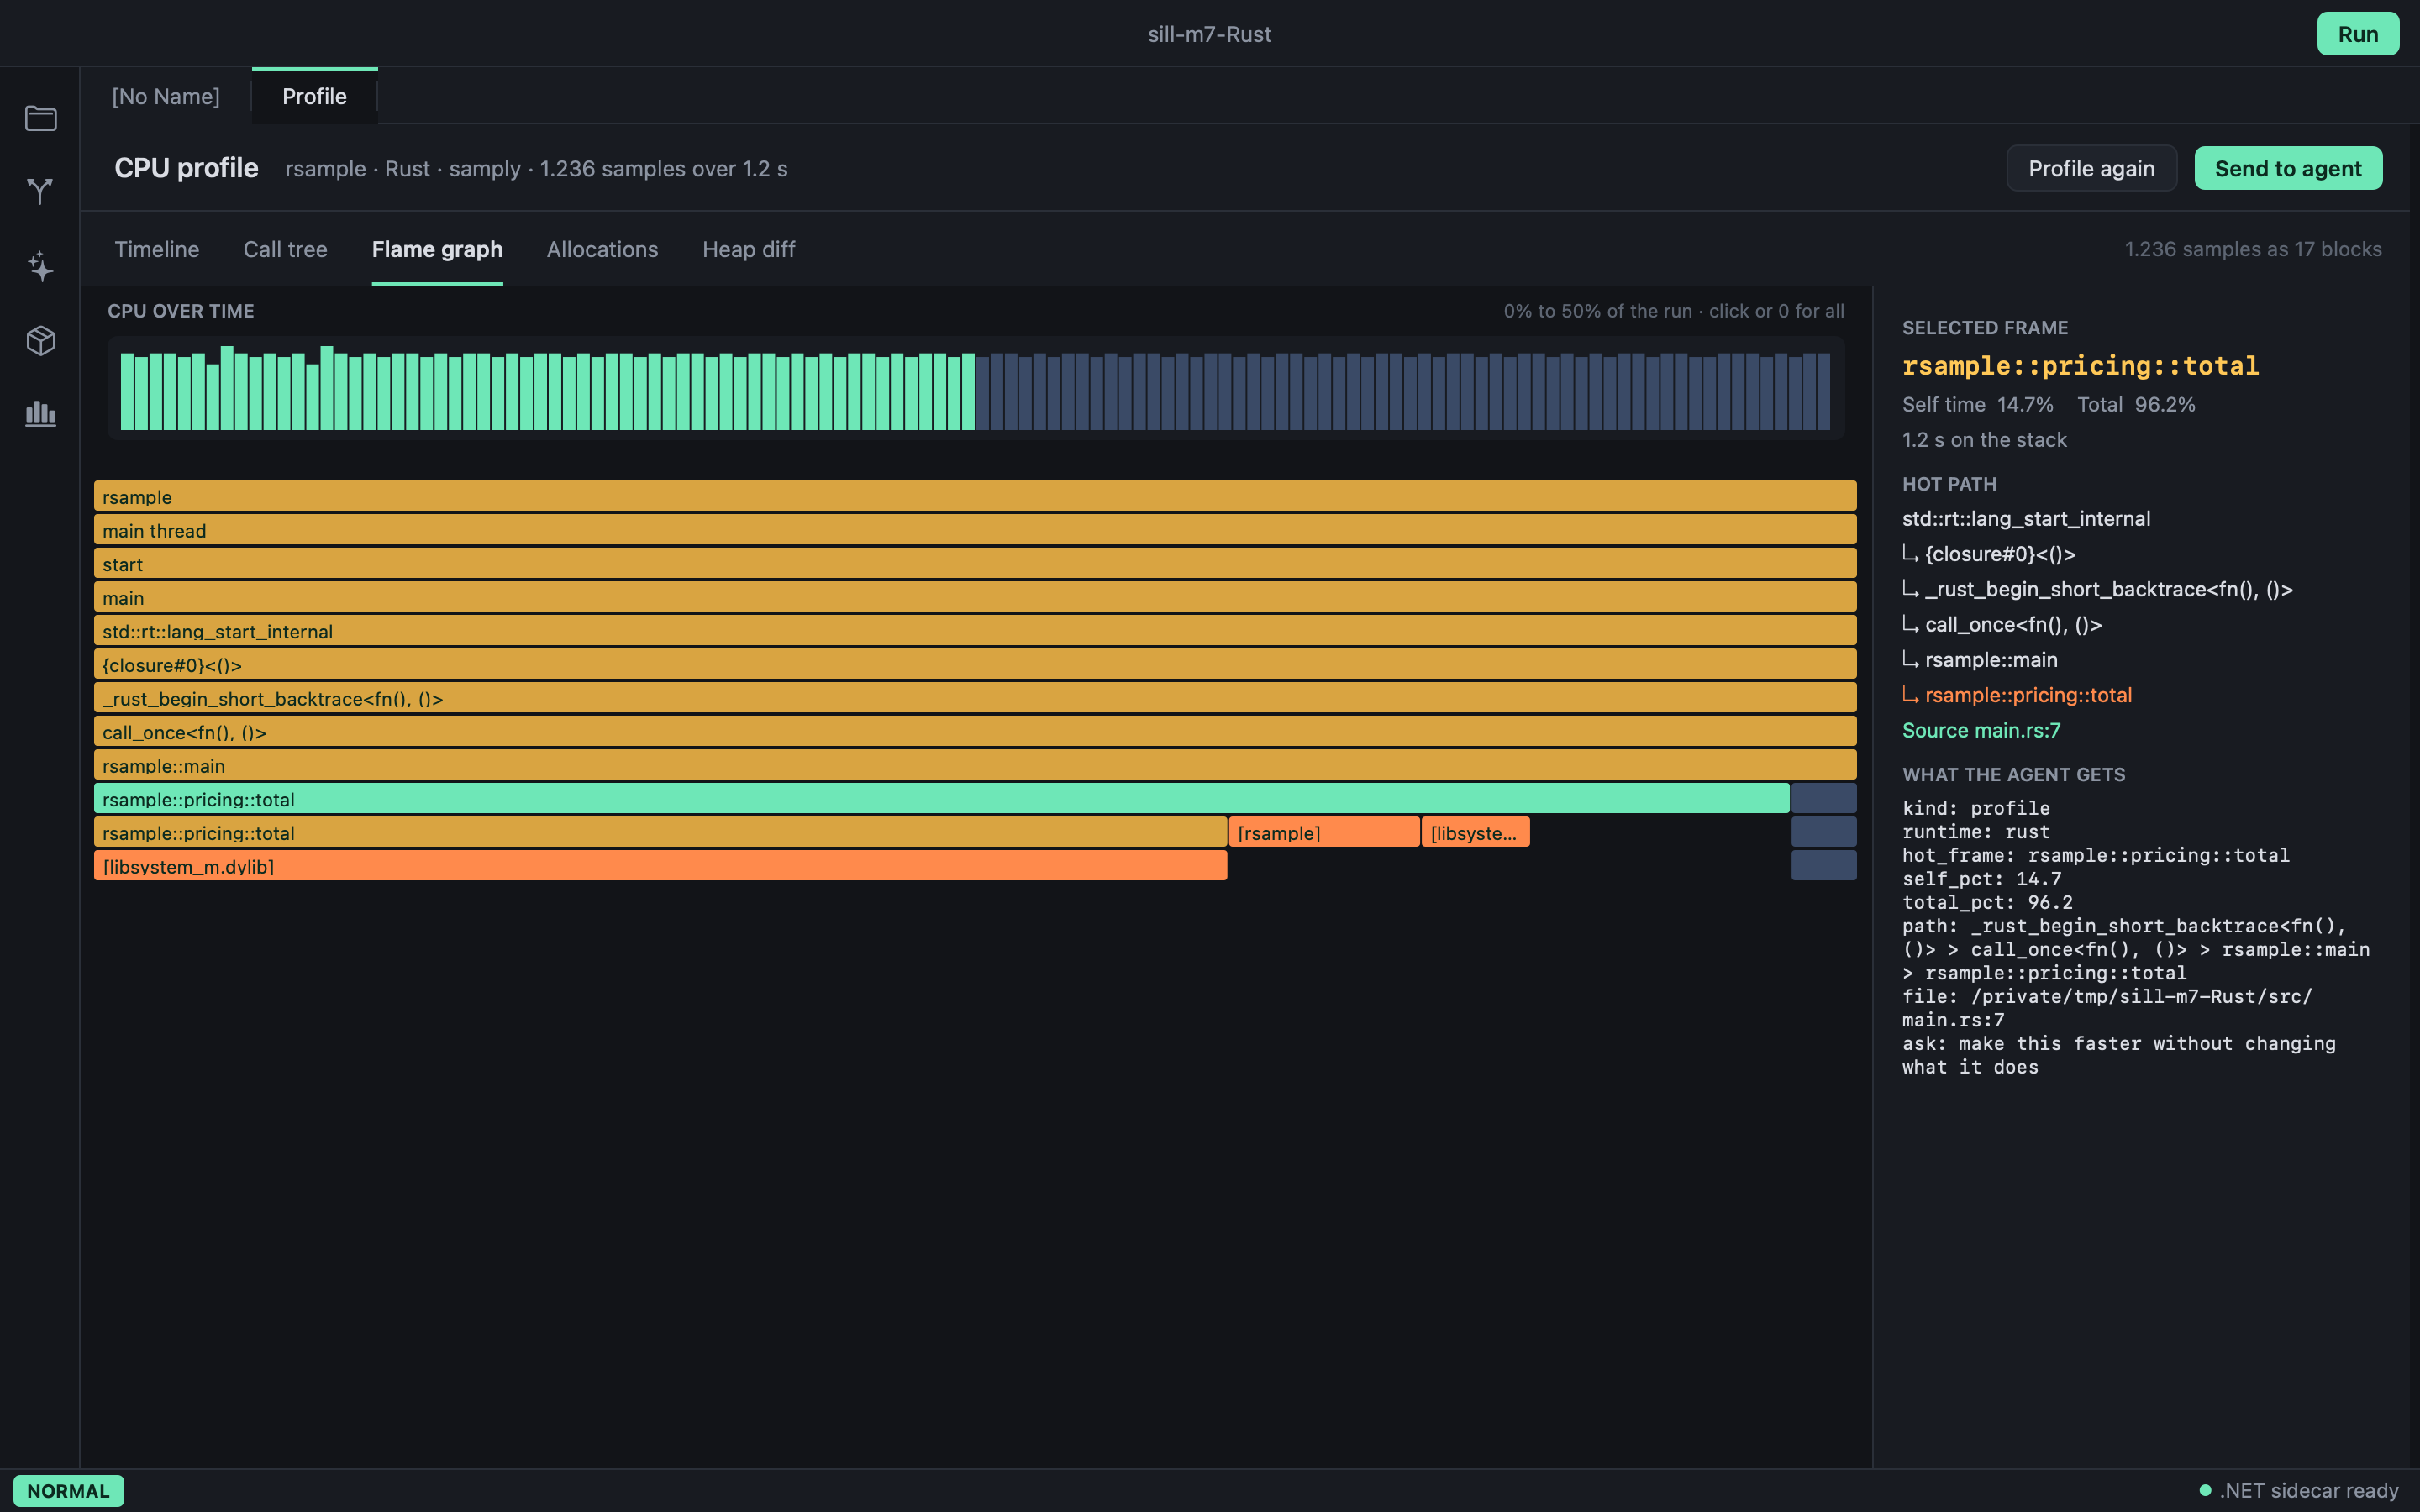 sill-m7-Rust
Run
[No Name]
Profile
CPU profile
rsample · Rust · samply · 1.236 samples over 1.2 s
Profile again
Send to agent
Timeline
Call tree
Flame graph
Allocations
Heap diff
1.236 samples as 17 blocks
CPU OVER TIME
0% to 50% of the run · click or 0 for all
rsample
main thread
start
main
std::rt::lang_start_internal
{closure#0}<()>
_rust_begin_short_backtrace<fn(), ()>
call_once<fn(), ()>
rsample::main
rsample::pricing::total
rsample::pricing::total
[rsample]
[libsyste...
[libsystem_m.dylib]
SELECTED FRAME
rsample::pricing::total
Self time 14.7% Total 96.2%
1.2 s on the stack
HOT PATH
std::rt::lang_start_internal
{closure#0}<()>
_rust_begin_short_backtrace<fn(), ()>
call_once<fn(), ()>
rsample::main
rsample::pricing::total
Source main.rs:7
WHAT THE AGENT GETS
kind: profile
runtime: rust
hot_frame: rsample::pricing::total
self_pct: 14.7
total_pct: 96.2
path: _rust_begin_short_backtrace<fn(),
()> > call_once<fn(), ()> > rsample::main
> rsample::pricing::total
file: /private/tmp/sill-m7-Rust/src/
main.rs:7
ask: make this faster without changing
what it does
NORMAL
.NET sidecar ready